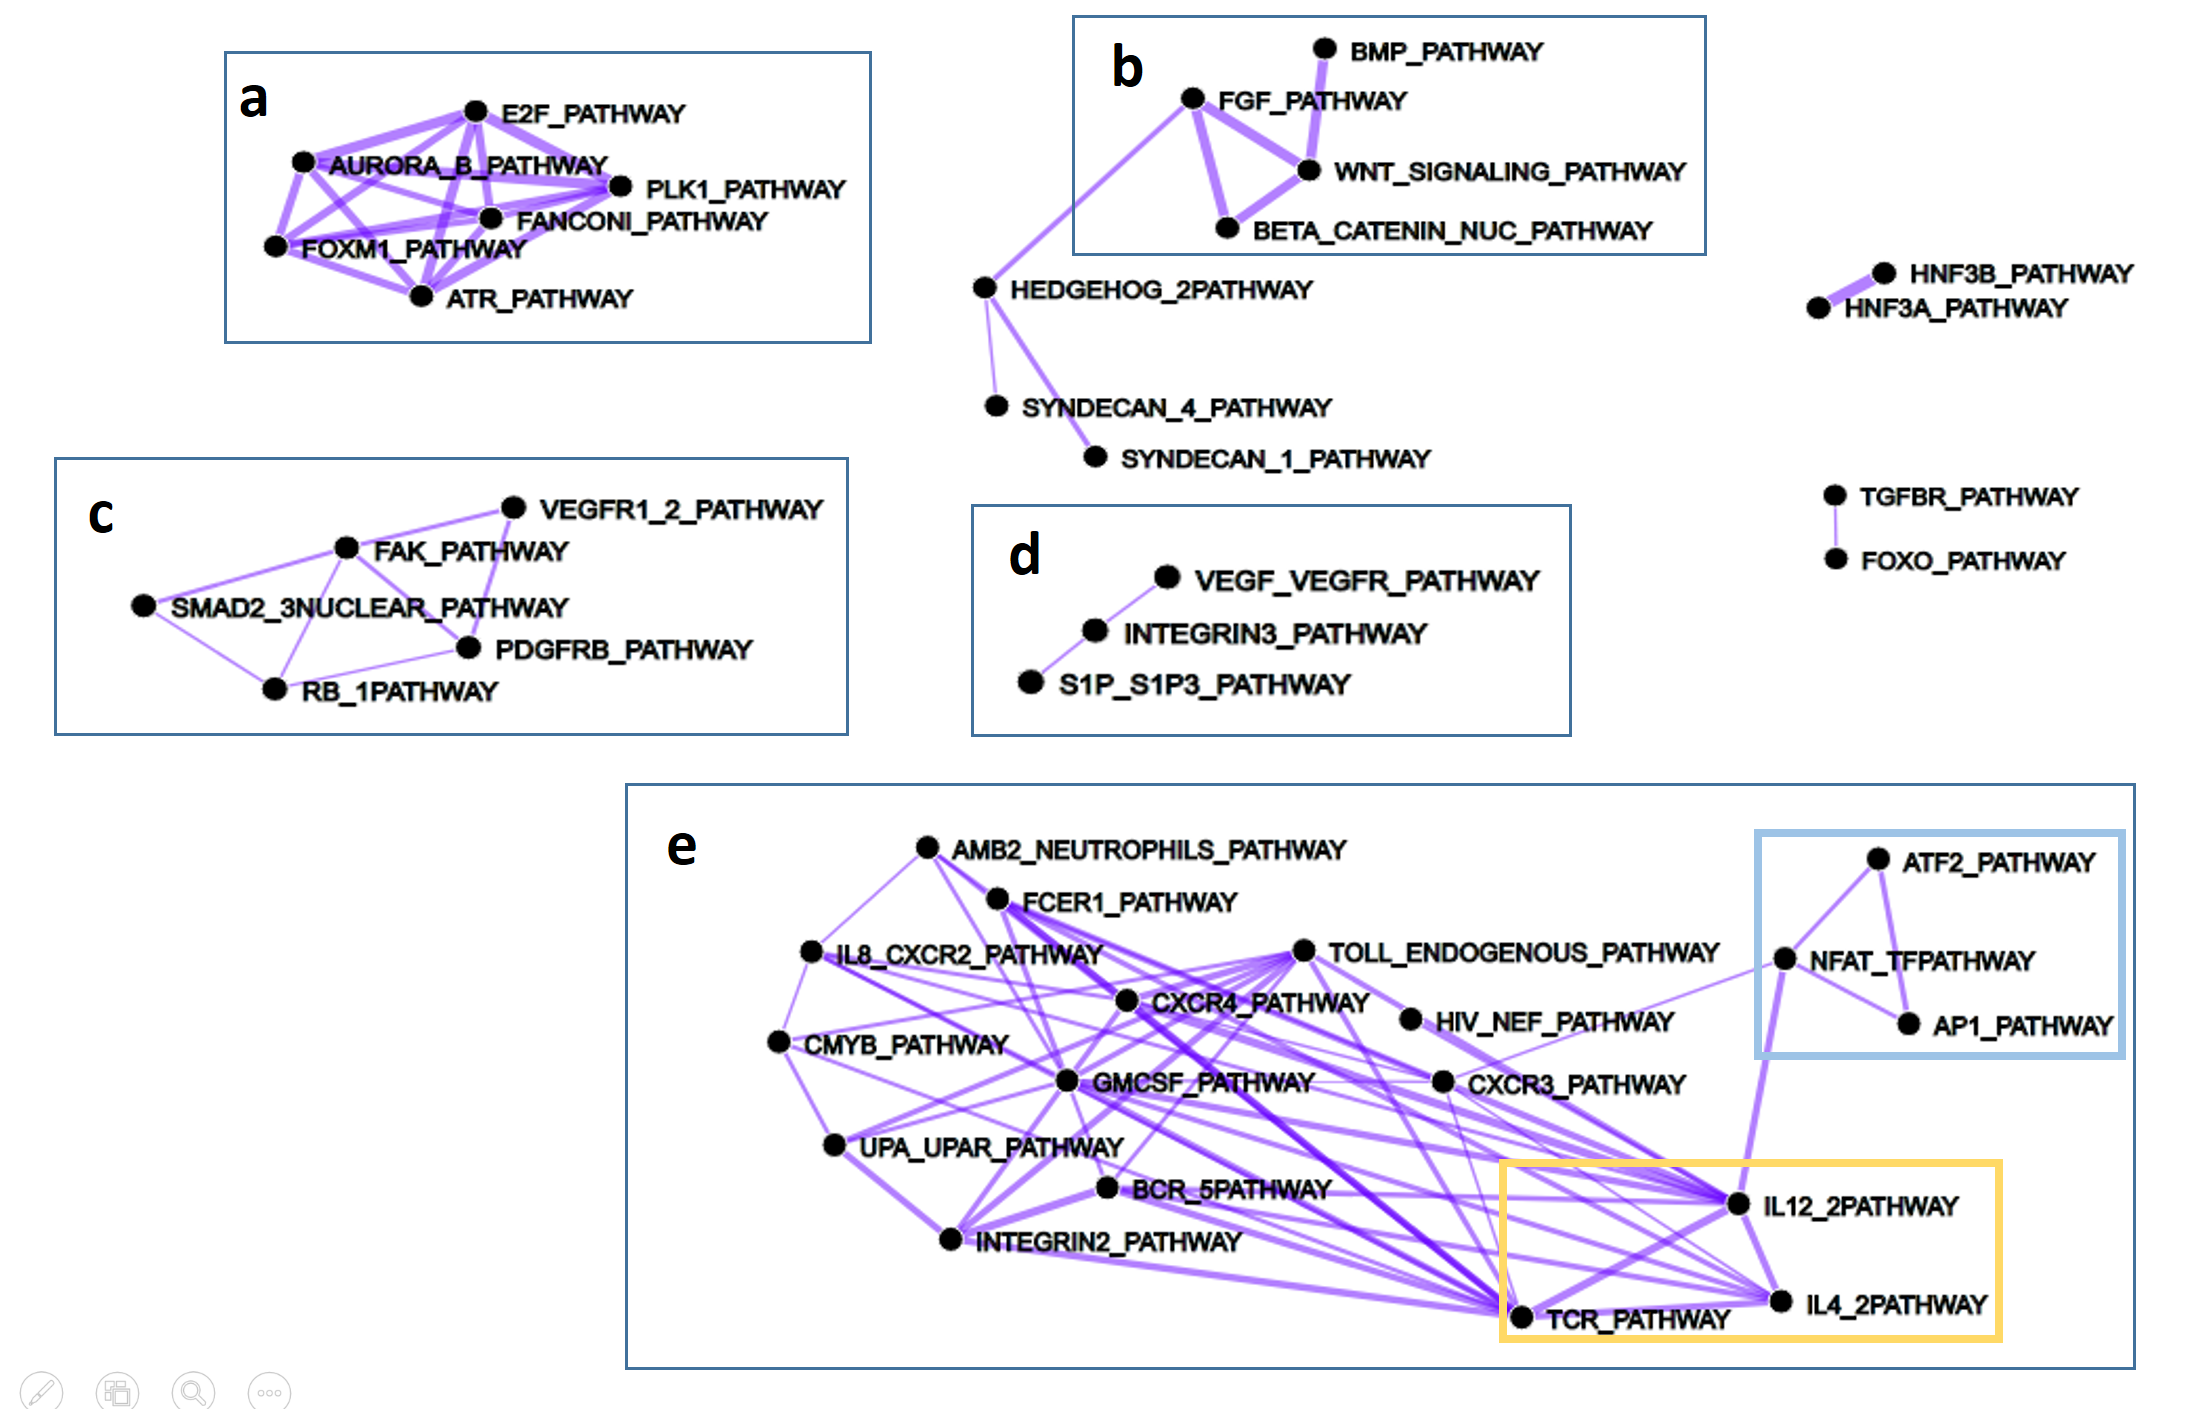 a
E2F_PATHWAY
AURORA_B_PATHWAY
PLK1_PATHWAY
FANCONI_PATHWAY
FOXM1_PATHWAY
ATR_PATHWAY
b
BMP_PATHWAY
FGF_PATHWAY
WNT_SIGNALING_PATHWAY
BETA_CATENIN_NUC_PATHWAY
HEDGEHOG_2PATHWAY
SYNDECAN_4_PATHWAY
SYNDECAN_1_PATHWAY
HNF3B_PATHWAY
HNF3A_PATHWAY
TGFBR_PATHWAY
FOXO_PATHWAY
c
VEGFR1_2_PATHWAY
FAK_PATHWAY
SMAD2_3NUCLEAR_PATHWAY
PDGFRB_PATHWAY
RB_1PATHWAY
d
VEGF_VEGFR_PATHWAY
INTEGRIN3_PATHWAY
S1P_S1P3_PATHWAY
e
AMB2_NEUTROPHILS_PATHWAY
FCER1_PATHWAY
IL8_CXCR2_PATHWAY
TOLL_ENDOGENOUS_PATHWAY
CXCR4_PATHWAY
HIV_NEF_PATHWAY
CMYB_PATHWAY
GMCSF_PATHWAY
CXCR3_PATHWAY
UPA_UPAR_PATHWAY
BCR_5PATHWAY
INTEGRIN2_PATHWAY
ATF2_PATHWAY
NFAT_TFPATHWAY
AP1_PATHWAY
IL12_2PATHWAY
IL4_2PATHWAY
TCR_PATHWAY